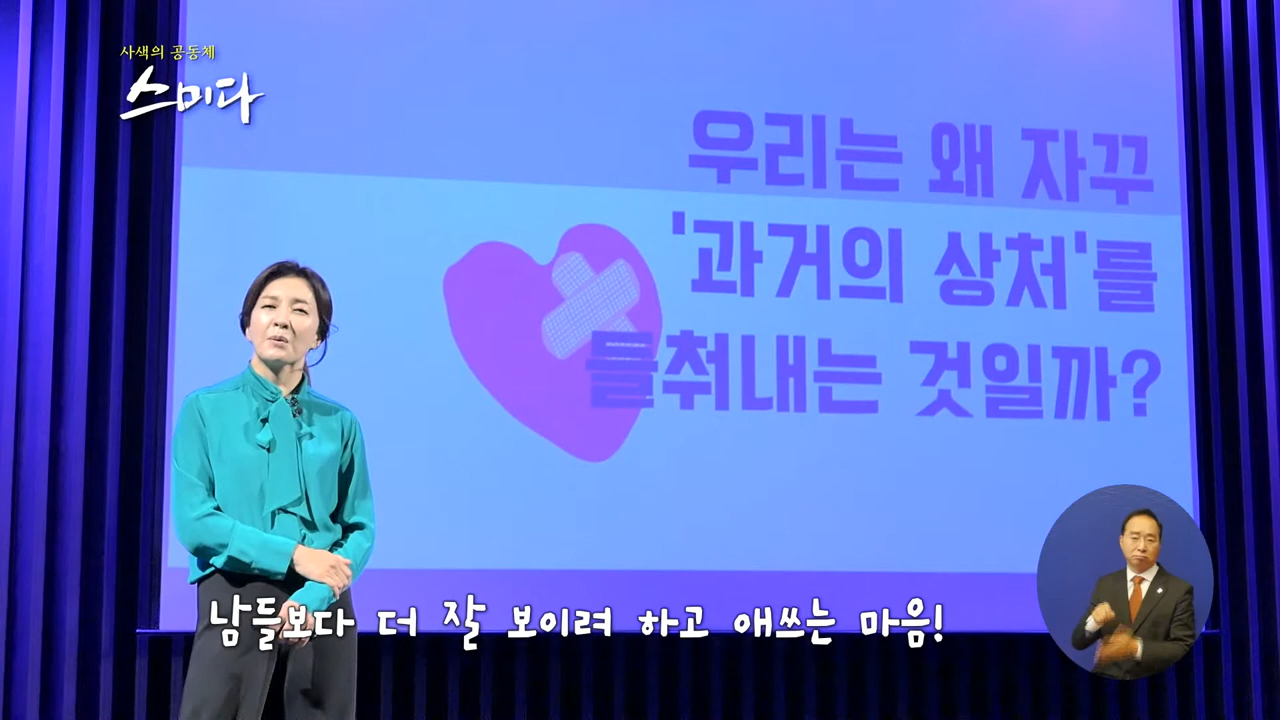 사색의 공동체
스미다
우리는 왜 자꾸
'과거의 상처'를
들춰내는 것일까?
남들보다 더 잘 보이려 하고 애쓰는 마음!